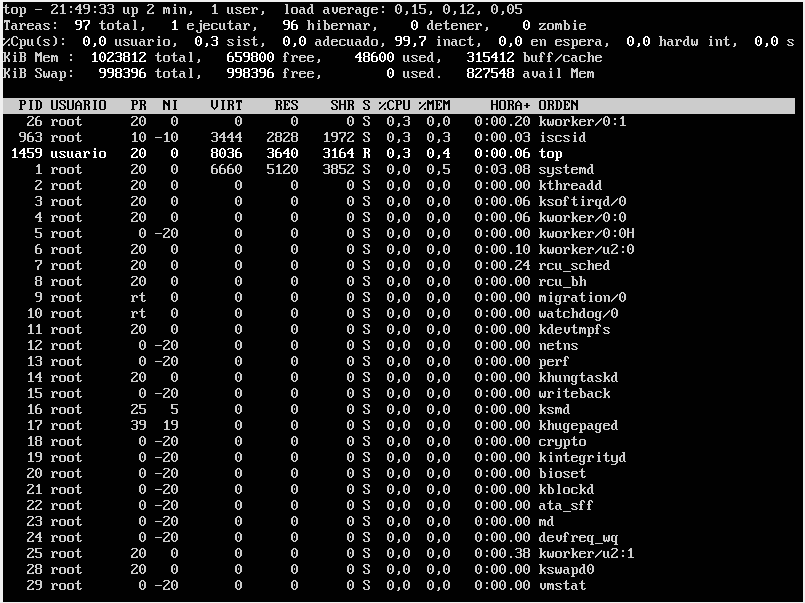 top - 21:49:33 up 2 min,  1 user,  load average: 0,15, 0,12, 0,05
Tareas:  97 total,   1 ejecutar,  96 hibernar,   0 detener,   0 zombie
%Cpu(s):  0,0 usuario,  0,3 sist,  0,0 adecuado, 99,7 inact,  0,0 en espera,  0,0 hardw int,  0,0 s
KiB Mem :  1023812 total,   659800 free,    48600 used,   315412 buff/cache
KiB Swap:   998396 total,   998396 free,        0 used.   827548 avail Mem
PID USUARIO   PR  NI    VIRT    RES    SHR S %CPU %MEM     HORA+ ORDEN
26 root      20   0       0      0      0 S  0,3  0,0   0:00.20 kworker/0:1
963 root      10 -10    3444   2828   1972 S  0,3  0,3   0:00.03 iscsid
1459 usuario   20   0    8036   3640   3164 R  0,3  0,4   0:00.06 top
1 root      20   0    6660   5120   3852 S  0,0  0,5   0:03.08 systemd
2 root      20   0       0      0      0 S  0,0  0,0   0:00.00 kthreadd
3 root      20   0       0      0      0 S  0,0  0,0   0:00.06 ksoftirqd/0
4 root      20   0       0      0      0 S  0,0  0,0   0:00.06 kworker/0:0
5 root       0 -20       0      0      0 S  0,0  0,0   0:00.00 kworker/0:0H
6 root      20   0       0      0      0 S  0,0  0,0   0:00.10 kworker/u2:0
7 root      20   0       0      0      0 S  0,0  0,0   0:00.24 rcu_sched
8 root      20   0       0      0      0 S  0,0  0,0   0:00.00 rcu_bh
9 root      rt   0       0      0      0 S  0,0  0,0   0:00.00 migration/0
10 root      rt   0       0      0      0 S  0,0  0,0   0:00.00 watchdog/0
11 root      20   0       0      0      0 S  0,0  0,0   0:00.00 kdevtmpfs
12 root       0 -20       0      0      0 S  0,0  0,0   0:00.00 netns
13 root       0 -20       0      0      0 S  0,0  0,0   0:00.00 perf
14 root      20   0       0      0      0 S  0,0  0,0   0:00.00 khungtaskd
15 root       0 -20       0      0      0 S  0,0  0,0   0:00.00 writeback
16 root      25   5       0      0      0 S  0,0  0,0   0:00.00 ksmd
17 root      39  19       0      0      0 S  0,0  0,0   0:00.00 khugepaged
18 root       0 -20       0      0      0 S  0,0  0,0   0:00.00 crypto
19 root       0 -20       0      0      0 S  0,0  0,0   0:00.00 kintegrityd
20 root       0 -20       0      0      0 S  0,0  0,0   0:00.00 bioset
21 root       0 -20       0      0      0 S  0,0  0,0   0:00.00 kblockd
22 root       0 -20       0      0      0 S  0,0  0,0   0:00.00 ata_sff
23 root       0 -20       0      0      0 S  0,0  0,0   0:00.00 md
24 root       0 -20       0      0      0 S  0,0  0,0   0:00.00 devfreq_wq
25 root      20   0       0      0      0 S  0,0  0,0   0:00.38 kworker/u2:1
28 root      20   0       0      0      0 S  0,0  0,0   0:00.00 kswapd0
29 root       0 -20       0      0      0 S  0,0  0,0   0:00.00 vmstat